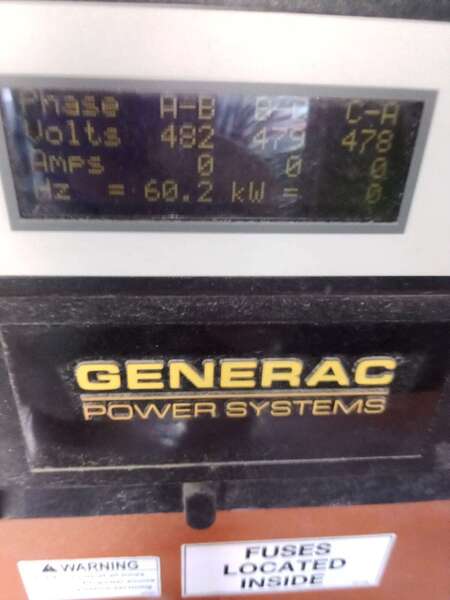 Phase A-B B-C C-A
Volts 482 479 478
Amps 0 0 0
Hz = 60.2 kW = 0
GENERAC
POWER SYSTEMS
WARNING
FUSES
LOCATED
INSIDE